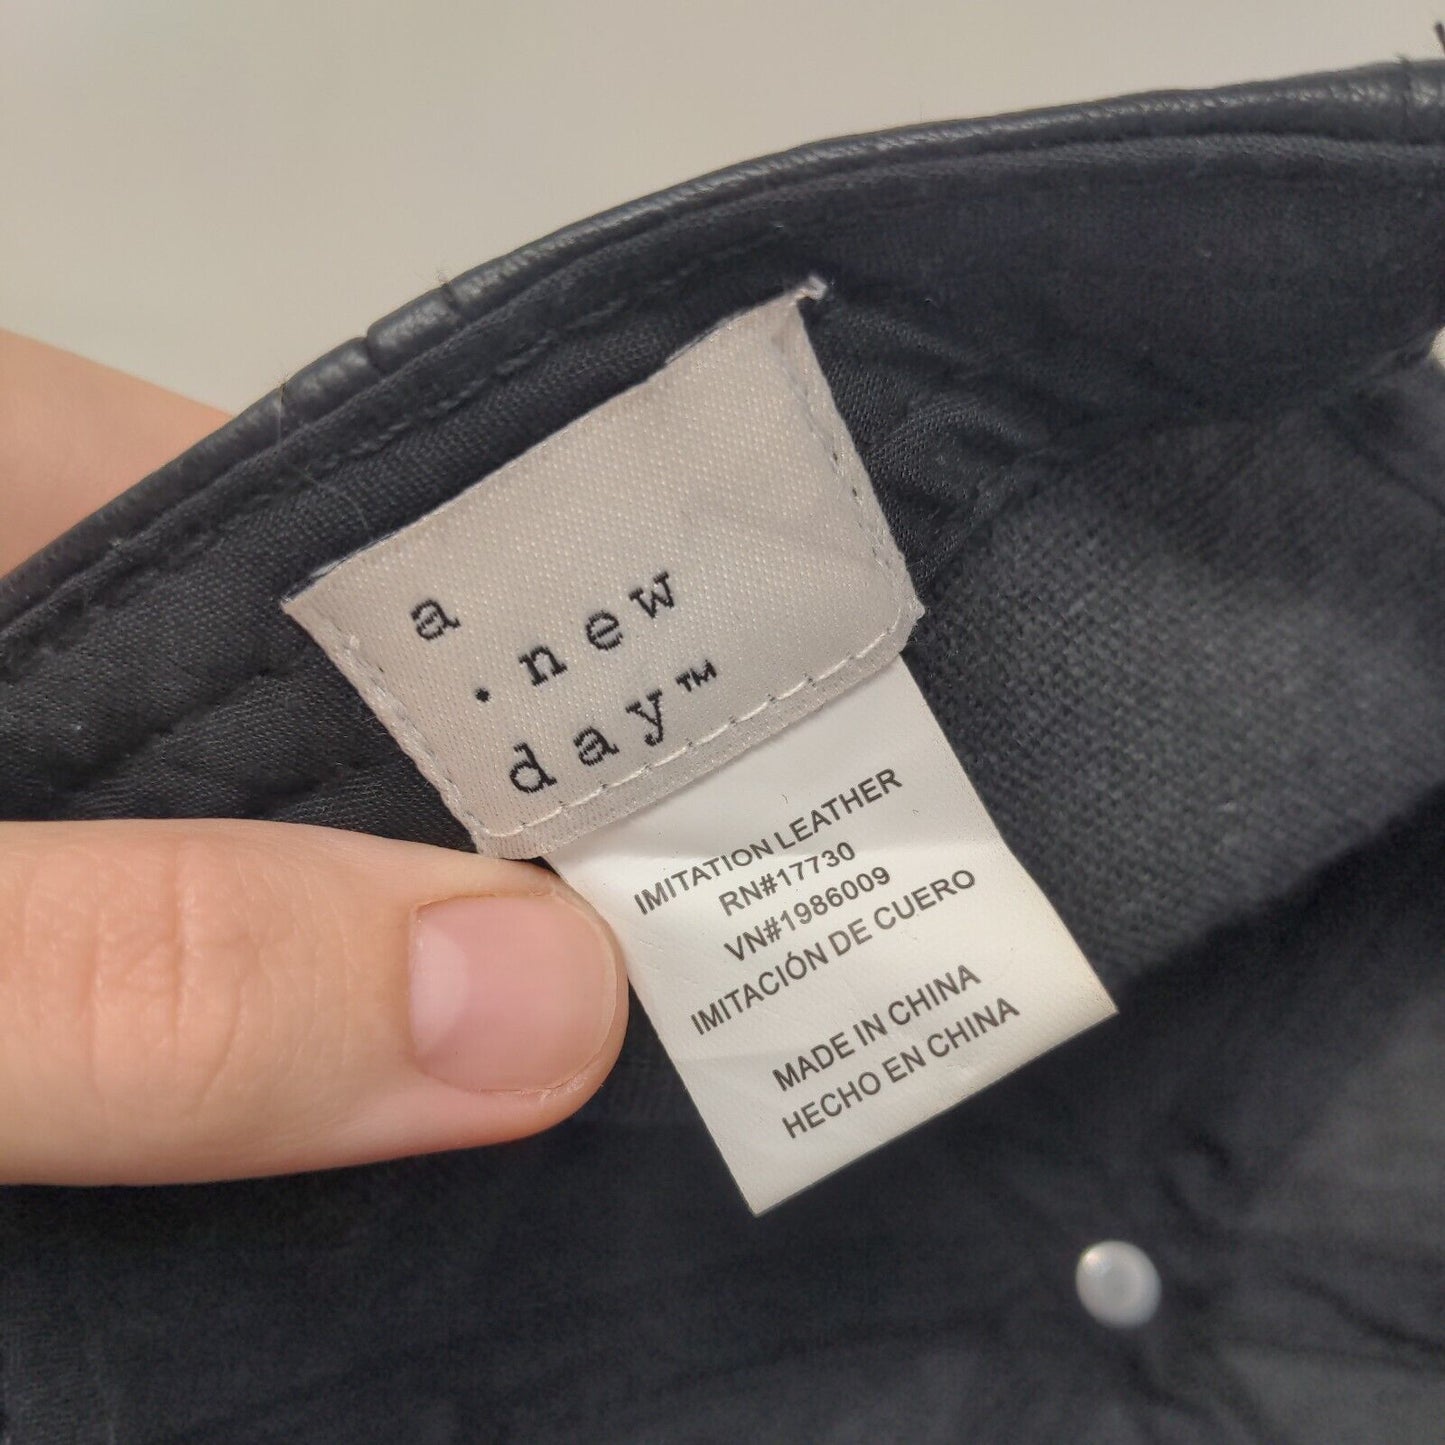 a
.new
day™
IMITATION LEATHER
RN#17730
VN#1986009
IMITACIÓN DE CUERO
MADE IN CHINA
HECHO EN CHINA